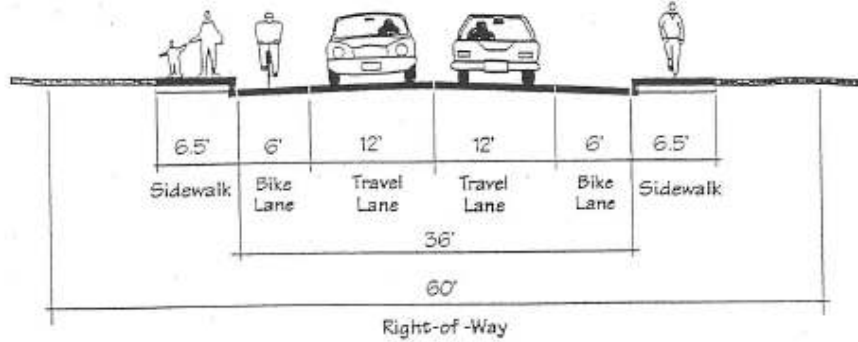 6.5' 6' 12' 12' 6' 6.5'
Sidewalk Bike Lane Travel Lane Travel Lane Bike Lane Sidewalk
36'
60'
Right-of -Way